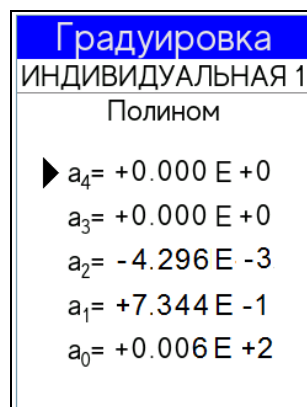 Градуировка
ИНДИВИДУАЛЬНАЯ 1
Полином
a₄= +0.000 E +0
a₃= +0.000 E +0
a₂= -4.296 E -3
a₁= +7.344 E -1
a₀= +0.006 E +2